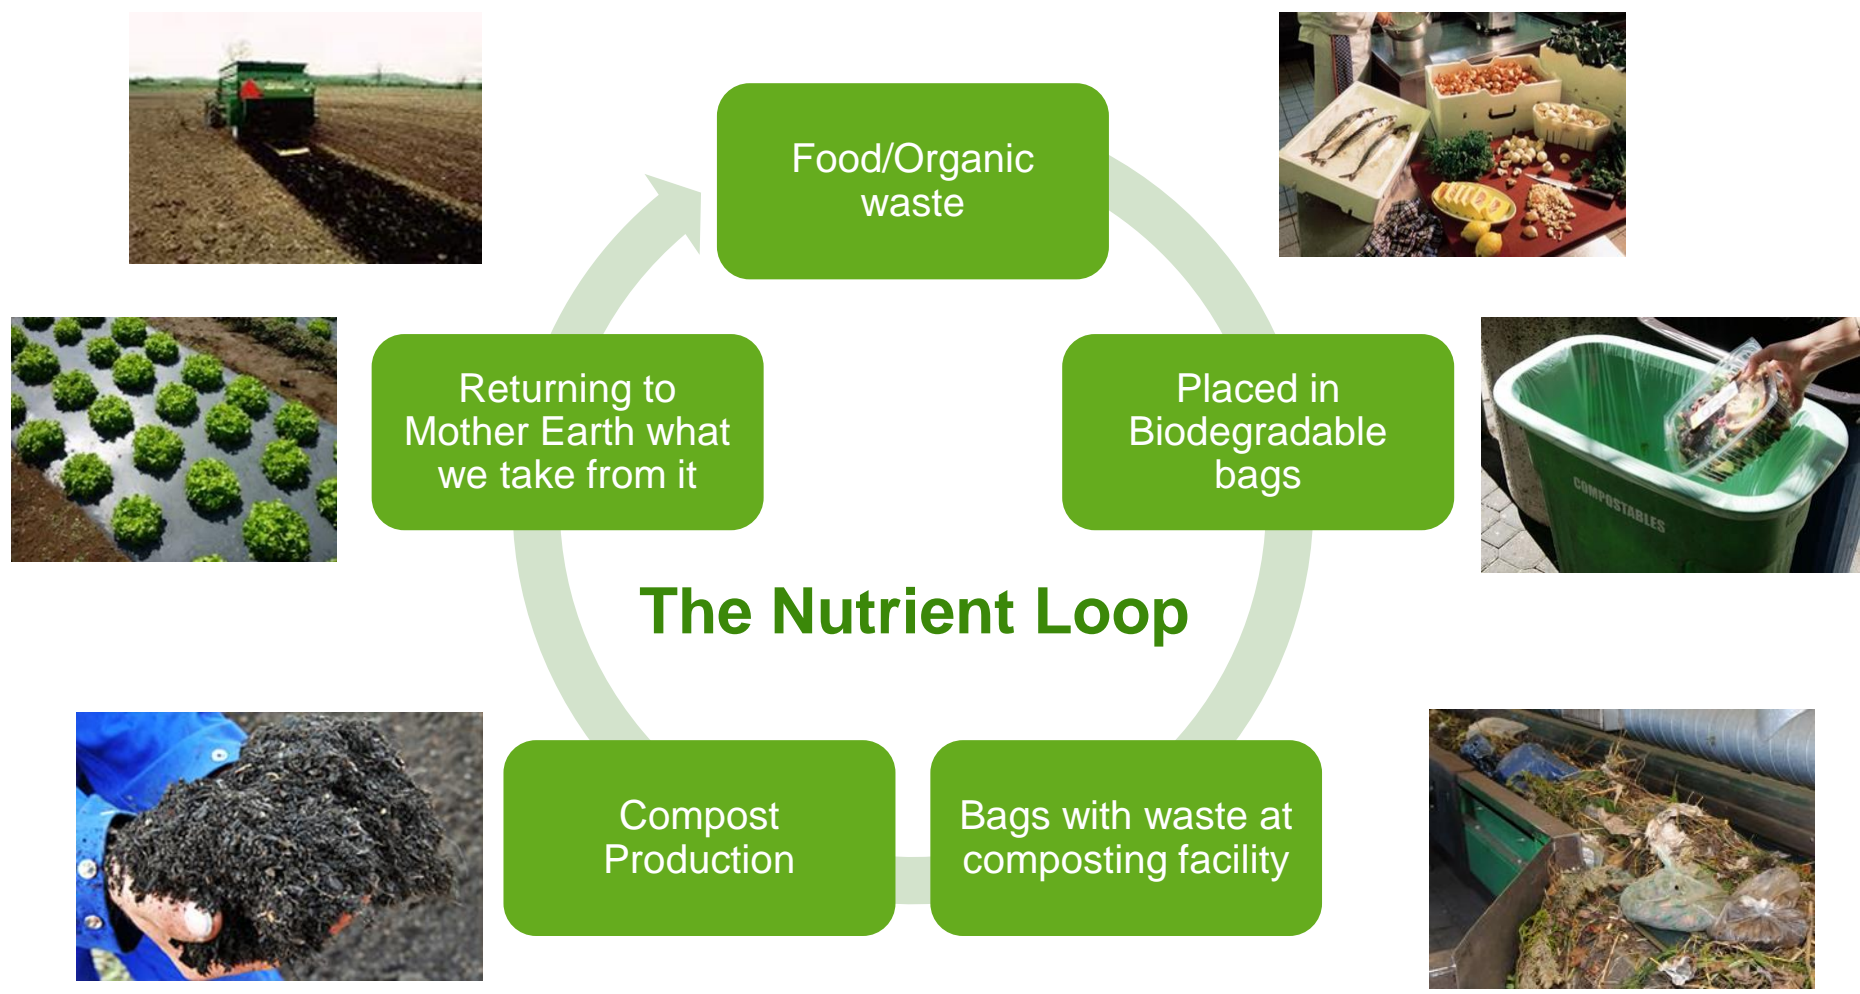 Food/Organic
waste
Placed in
Biodegradable
bags
Bags with waste at
composting facility
Compost
Production
Returning to
Mother Earth what
we take from it
The Nutrient Loop
COMPOSTABLES